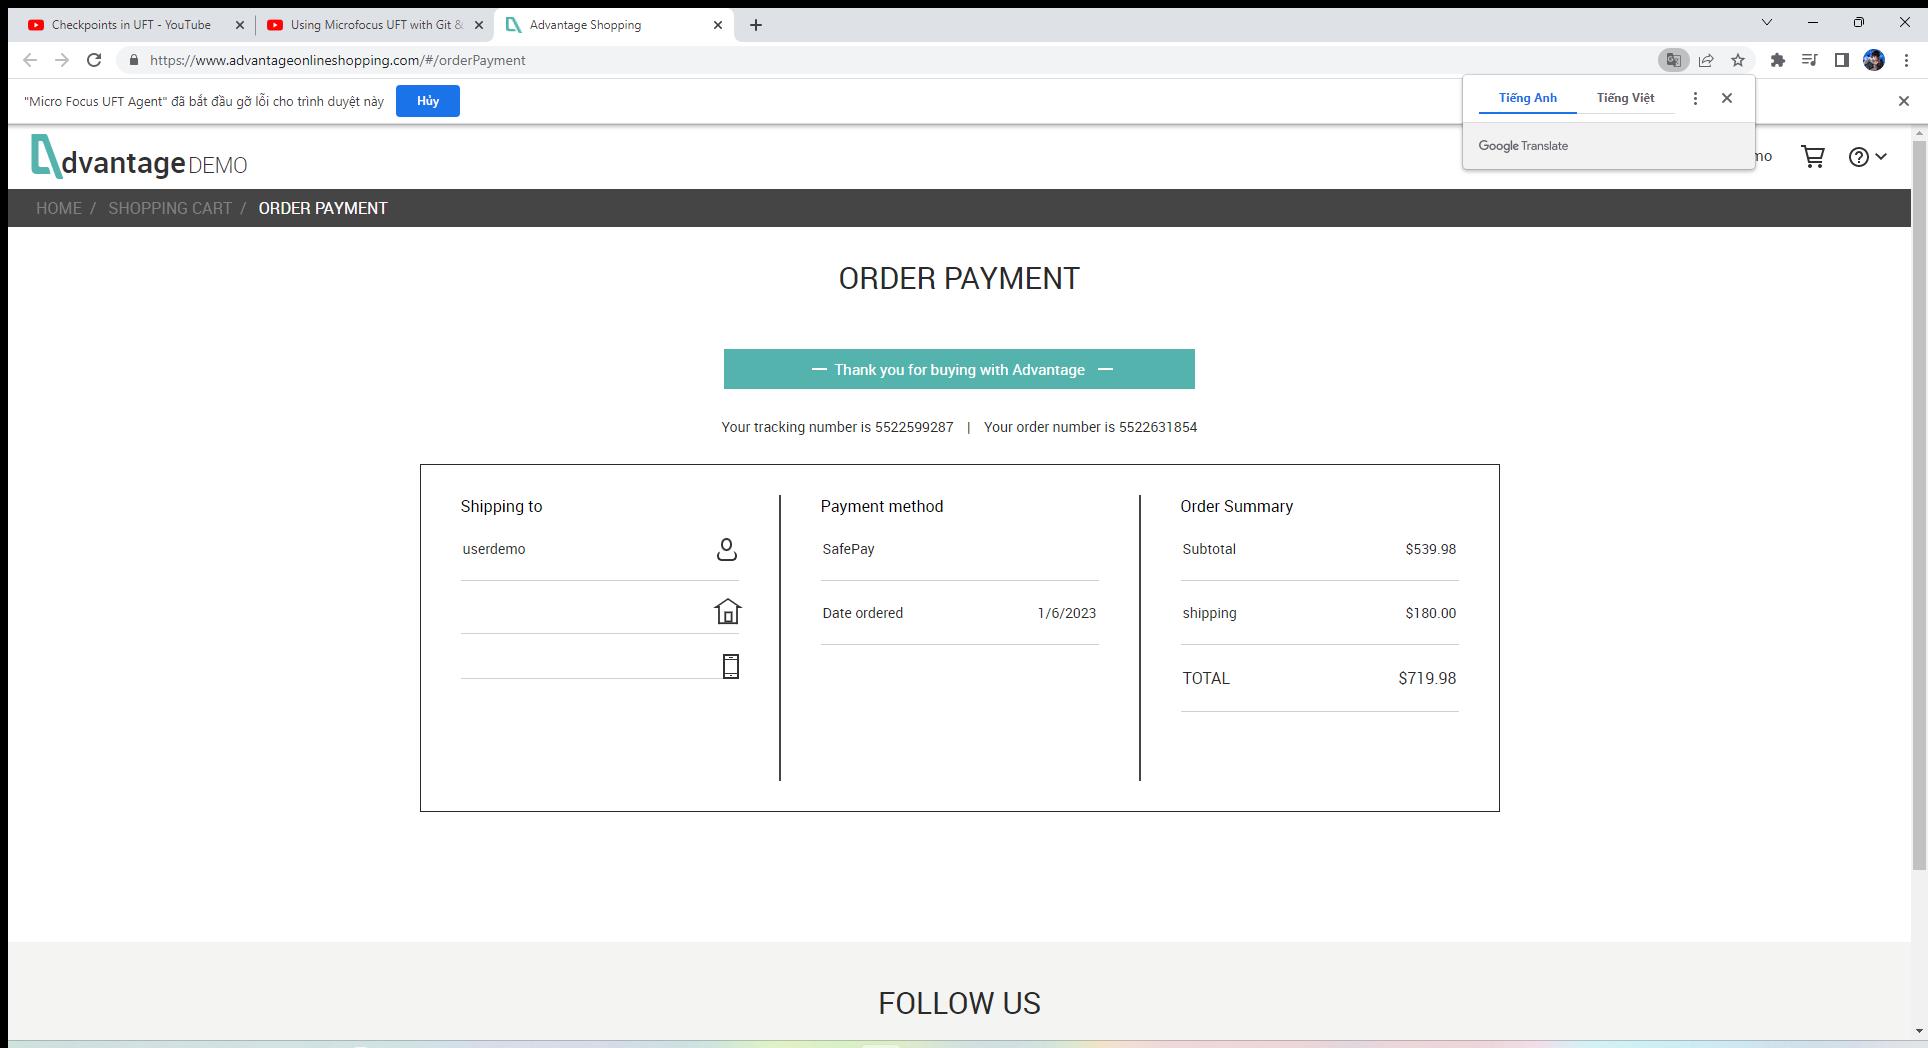 Checkpoints in UFT - YouTube
Using Microfocus UFT with Git &
Advantage Shopping
https://www.advantageonlineshopping.com/#/orderPayment
"Micro Focus UFT Agent" đã bắt đầu gỡ lỗi cho trình duyệt này
Hủy
Tiếng Anh
Tiếng Việt
Google Translate
Advantage DEMO
mo
HOME / SHOPPING CART / ORDER PAYMENT
ORDER PAYMENT
— Thank you for buying with Advantage —
Your tracking number is 5522599287 | Your order number is 5522631854
Shipping to
userdemo
Payment method
SafePay
Date ordered 1/6/2023
Order Summary
Subtotal $539.98
shipping $180.00
TOTAL $719.98
FOLLOW US